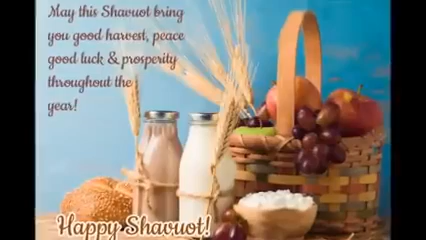 May this Shavuot bring
you good harvest, peace
good luck & prosperity
throughout the
year!
Happy Shavuot!